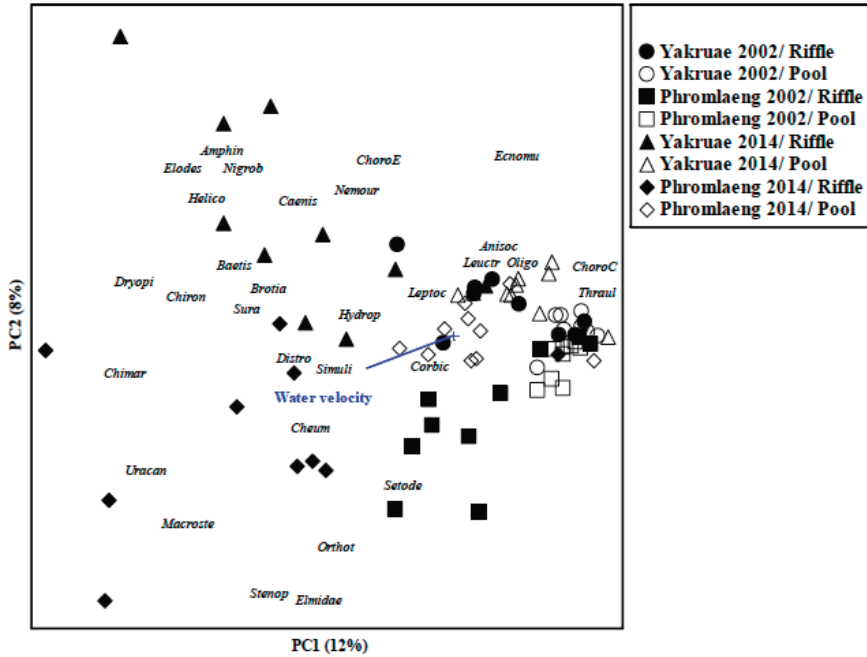 Yakruae 2002/ Riffle
Yakruae 2002/ Pool
Phromlaeng 2002/ Riffle
Phromlaeng 2002/ Pool
Yakruae 2014/ Riffle
Yakruae 2014/ Pool
Phromlaeng 2014/ Riffle
Phromlaeng 2014/ Pool
Amphin
ChoroE
Ecnomu
Elodes
Nigrob
Nemour
Helico
Caenis
Anisoc
Baetis
Leuctr
Oligo
ChoroC
Dryopi
Brotia
Thraul
Chiron
Leptoc
Sura
Hydrop
Distro
Simuli
Corbic
Chimar
Water velocity
Cheum
Uracan
Setode
Macroste
Orthot
Stenop
Elmidae
PC2 (8%)
PC1 (12%)